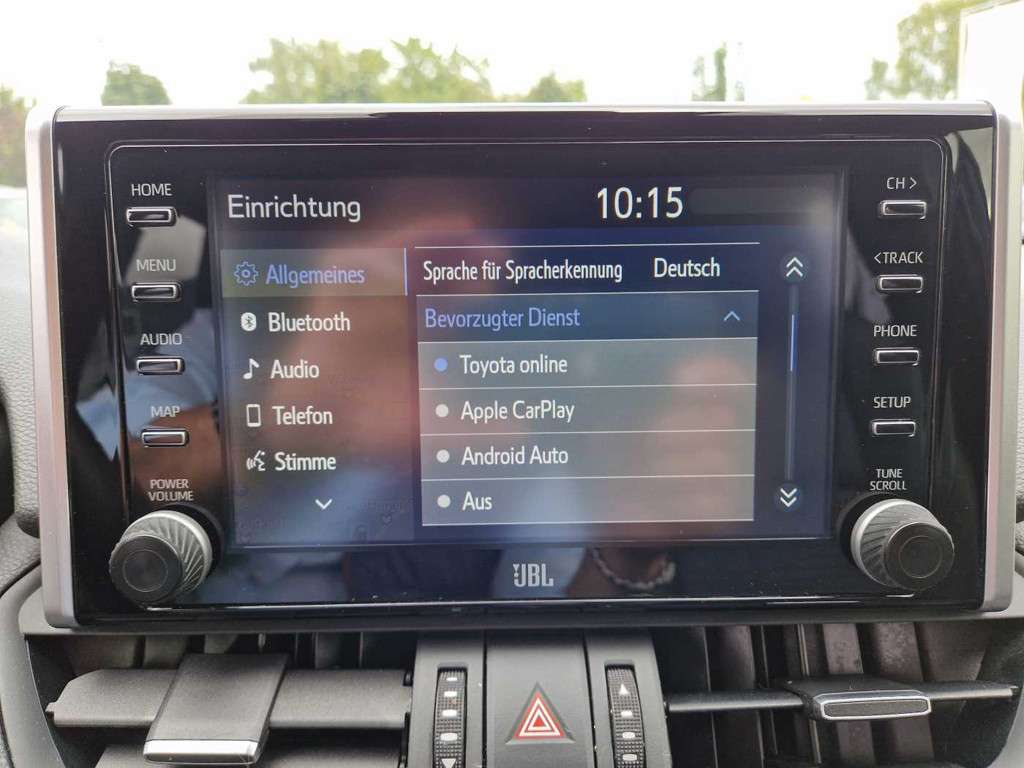 HOME
MENU
AUDIO
MAP
POWER
VOLUME
Einrichtung
10:15
Allgemeines
Bluetooth
Audio
Telefon
Stimme
Sprache für Spracherkennung Deutsch
Bevorzugter Dienst
Toyota online
Apple CarPlay
Android Auto
Aus
CH >
< TRACK
PHONE
SETUP
TUNE
SCROLL
JBL